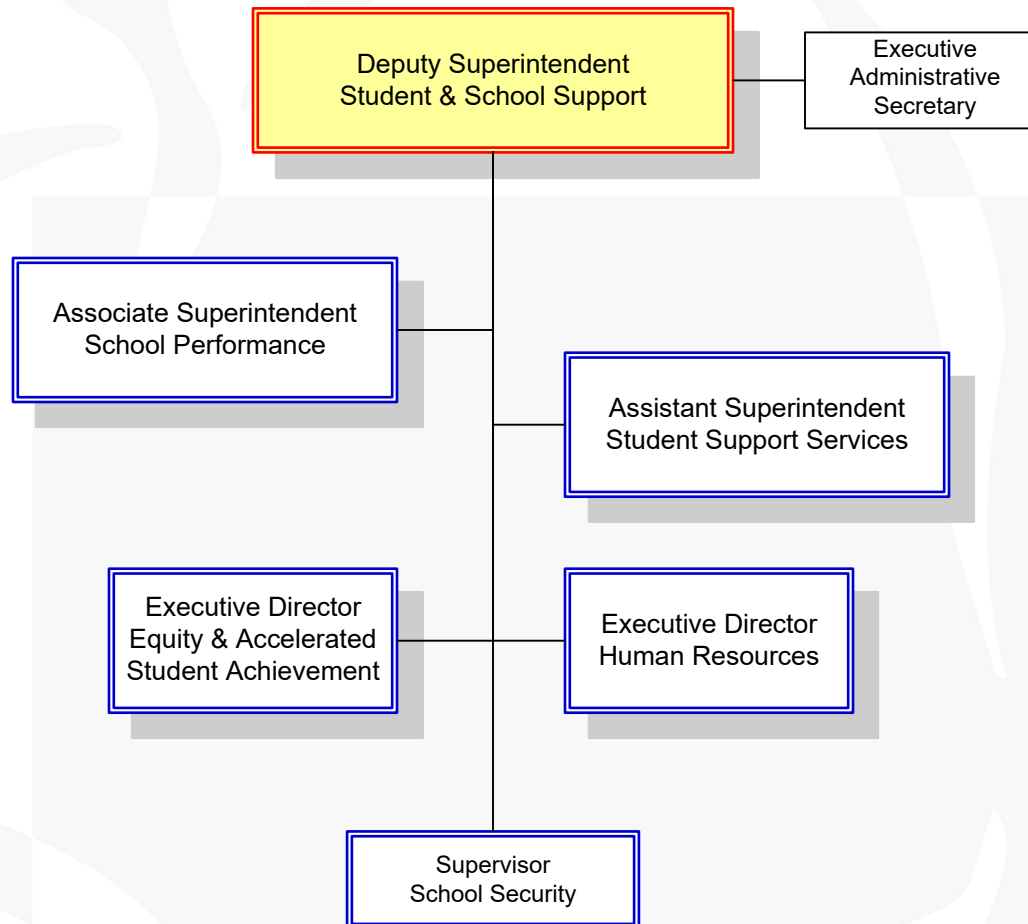 Deputy Superintendent
Student & School Support
Executive
Administrative
Secretary
Associate Superintendent
School Performance
Assistant Superintendent
Student Support Services
Executive Director
Equity & Accelerated
Student Achievement
Executive Director
Human Resources
Supervisor
School Security